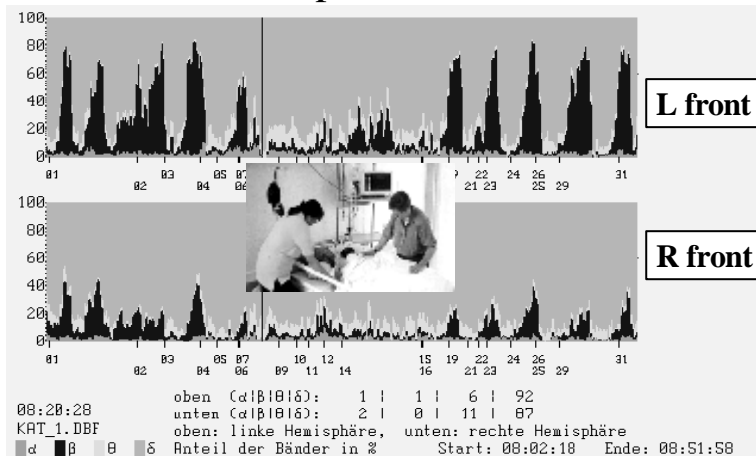 100
80
60
40
20
0
L front
01 03 05 07 22 24 26 31
02 04 06 21 23 25 29
100
80
60
40
20
0
R front
01 03 05 07 10 12 15 19 22 24 26 31
02 04 06 09 11 14 16 21 23 25 29
oben (α|β|θ|δ): 1 | 1 | 6 | 92
08:20:28 unten (α|β|θ|δ): 2 | 0 | 11 | 87
KAT_1.DBF oben: linke Hemisphäre, unten: rechte Hemisphäre
α β θ δ Anteil der Bänder in % Start: 08:02:18 Ende: 08:51:58